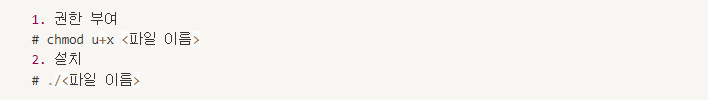 1. 권한 부여
# chmod u+x <파일 이름>
2. 설치
# ./<파일 이름>